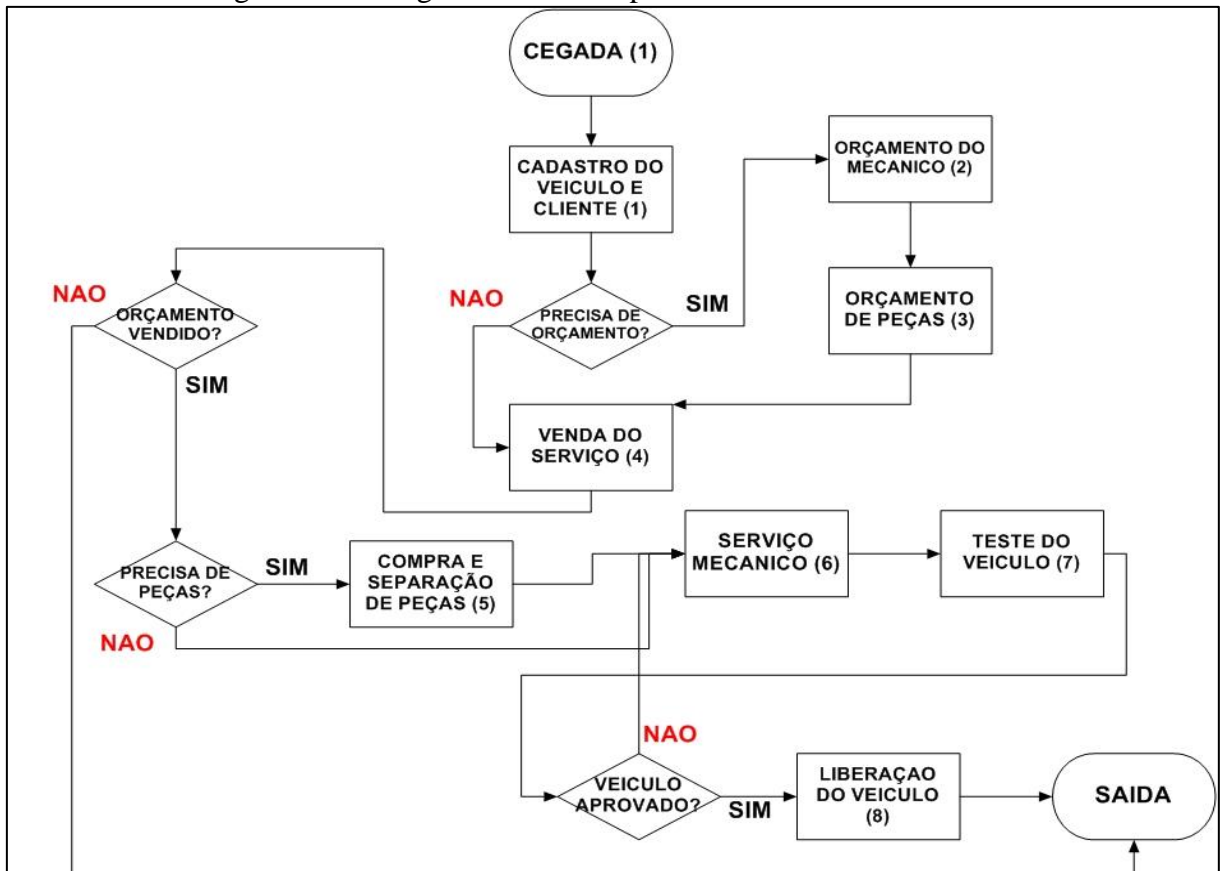 CEGADA (1)
CADASTRO DO
VEICULO E
CLIENTE (1)
ORÇAMENTO DO
MECANICO (2)
ORÇAMENTO
DE PEÇAS (3)
PRECISA DE
ORÇAMENTO?
NAO
SIM
VENDA DO
SERVIÇO (4)
ORÇAMENTO
VENDIDO?
NAO
SIM
PRECISA DE
PEÇAS?
SIM
NAO
COMPRA E
SEPARAÇÃO
DE PEÇAS (5)
SERVIÇO
MECANICO (6)
TESTE DO
VEICULO (7)
VEICULO
APROVADO?
NAO
SIM
LIBERAÇAO
DO VEICULO
(8)
SAIDA